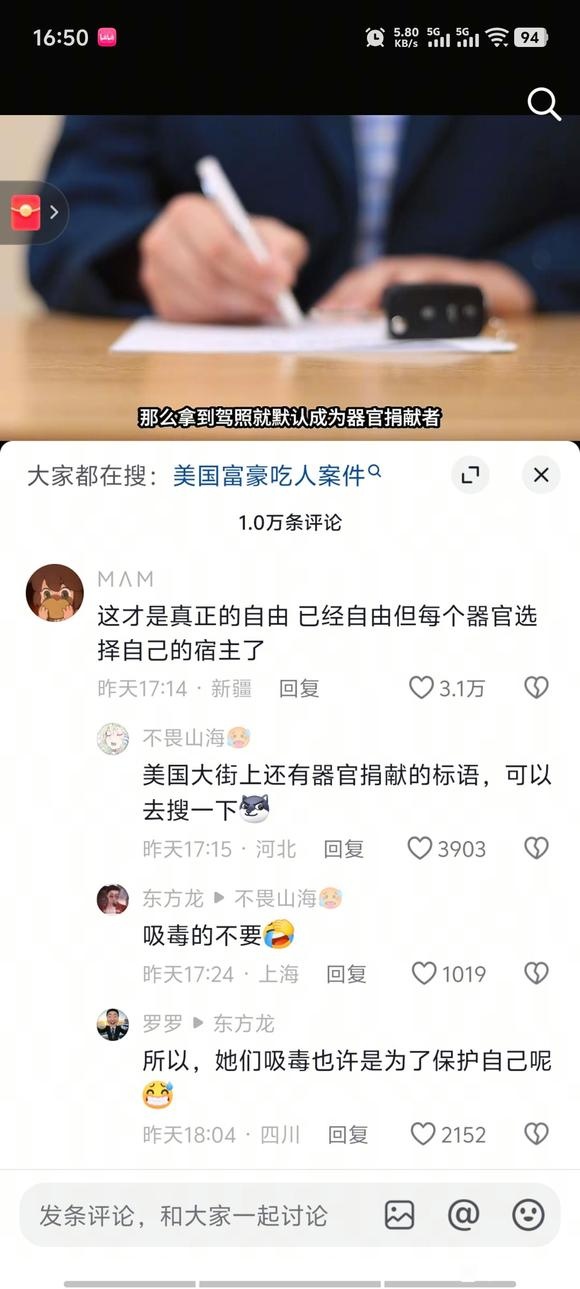 16:50
5.80
KB/s
5G
5G
94
那么拿到驾照就默认成为器官捐献者
大家都在搜：美国富豪吃人案件
1.0万条评论
MΛM
这才是真正的自由 已经自由但每个器官选
择自己的宿主了
昨天17:14 · 新疆 回复 3.1万
不畏山海🥵
美国大街上还有器官捐献的标语，可以
去搜一下
昨天17:15 · 河北 回复 3903
东方龙 ▶ 不畏山海🥵
吸毒的不要🤣
昨天17:24 · 上海 回复 1019
罗罗 ▶ 东方龙
所以，她们吸毒也许是为了保护自己呢
😅
昨天18:04 · 四川 回复 2152
发条评论，和大家一起讨论